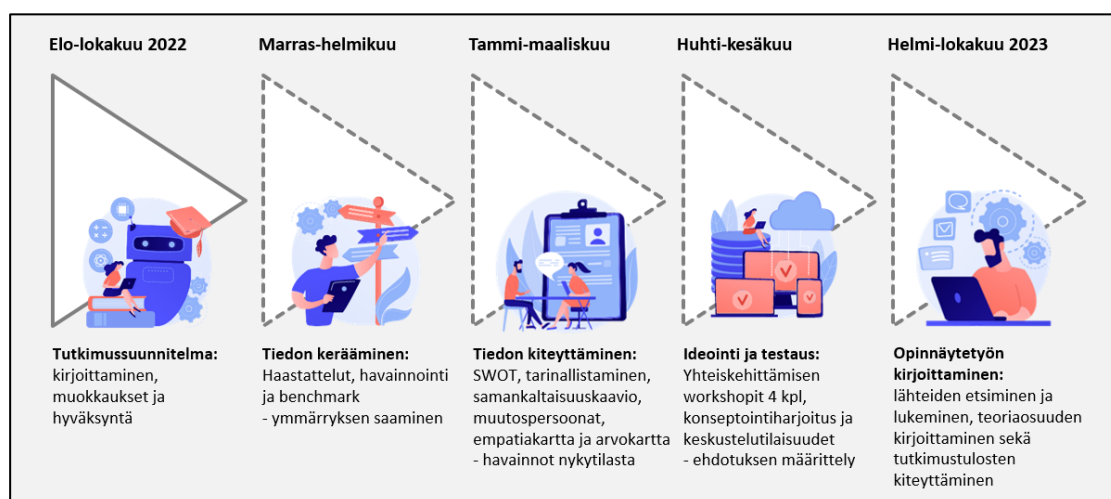 Elo-lokakuu 2022
Marras-helmikuu
Tammi-maaliskuu
Huhti-kesäkuu
Helmi-lokakuu 2023
Tutkimussuunnitelma:
kirjoittaminen,
muokkaukset ja
hyväksyntä
Tiedon kerääminen:
Haastattelut, havainnointi
ja benchmark
- ymmärryksen saaminen
Tiedon kiteyttäminen:
SWOT, tarinallistaminen,
samankaltaisuuskaavio,
muutospersoonat,
empatiakartta ja arvokartta
- havainnot nykytilasta
Ideointi ja testaus:
Yhteiskehittämisen
workshopit 4 kpl,
konseptointiharjoitus ja
keskustelutilaisuudet
- ehdotuksen määrittely
Opinnäytetyön
kirjoittaminen:
lähteiden etsiminen ja
lukeminen, teoriaosuuden
kirjoittaminen sekä
tutkimustulosten
kiteyttäminen